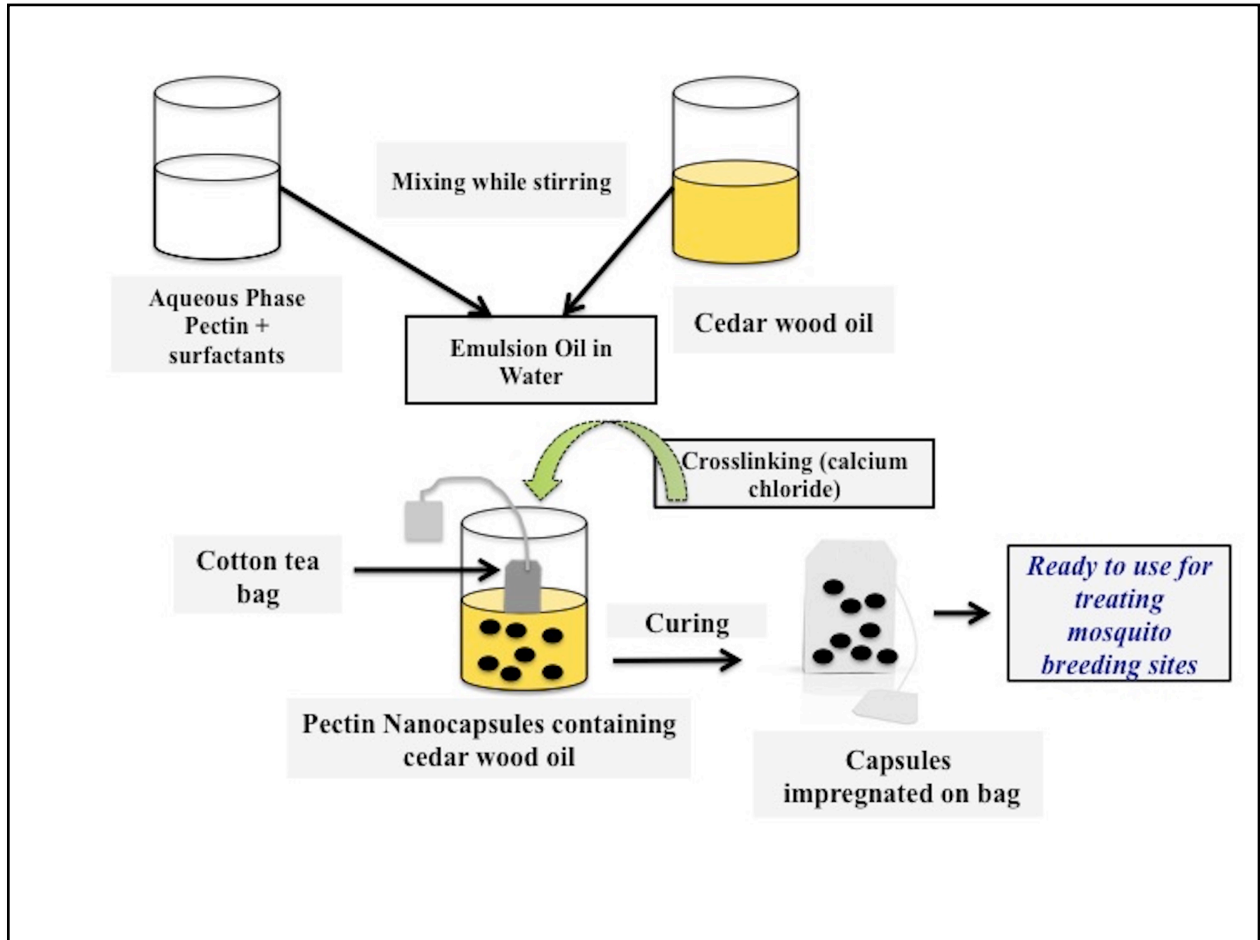 Mixing while stirring
Aqueous Phase
Pectin +
surfactants
Cedar wood oil
Emulsion Oil in
Water
Crosslinking (calcium
chloride)
Cotton tea
bag
Curing
Ready to use for
treating
mosquito
breeding sites
Pectin Nanocapsules containing
cedar wood oil
Capsules
impregnated on bag